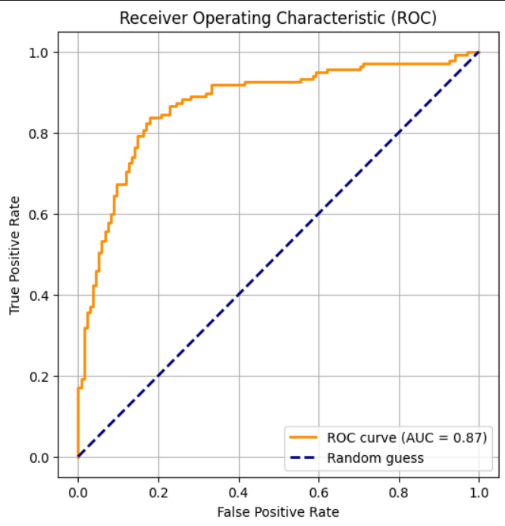 Receiver Operating Characteristic (ROC)
1.0
0.8
0.6
0.4
0.2
0.0
True Positive Rate
0.0 0.2 0.4 0.6 0.8 1.0
False Positive Rate
ROC curve (AUC = 0.87)
Random guess